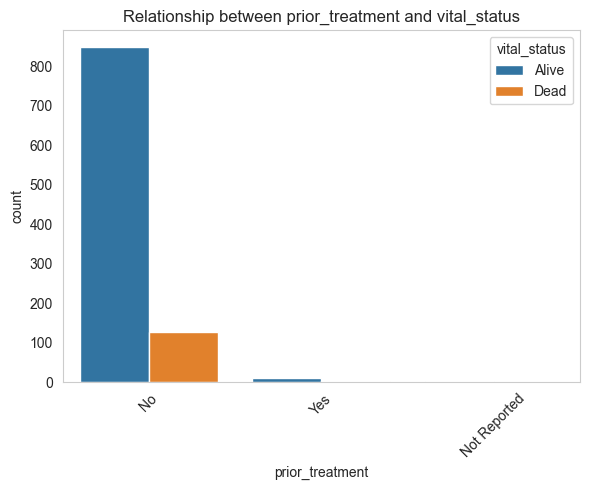 Relationship between prior_treatment and vital_status
vital_status
Alive
Dead
800
700
600
500
400
300
200
100
0
count
No
Yes
Not Reported
prior_treatment